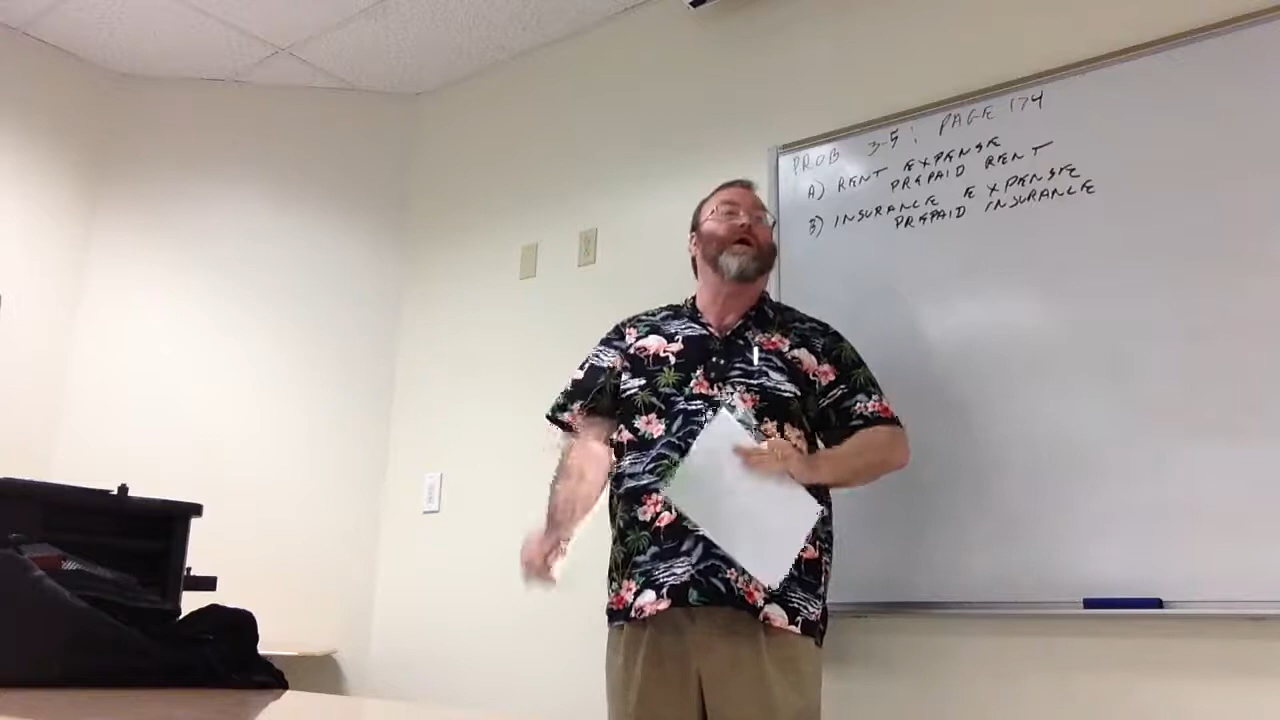 PROB 3-5: PAGE 174
A) RENT EXPENSE
PREPAID RENT
B) INSURANCE EXPENSE
PREPAID INSURANCE